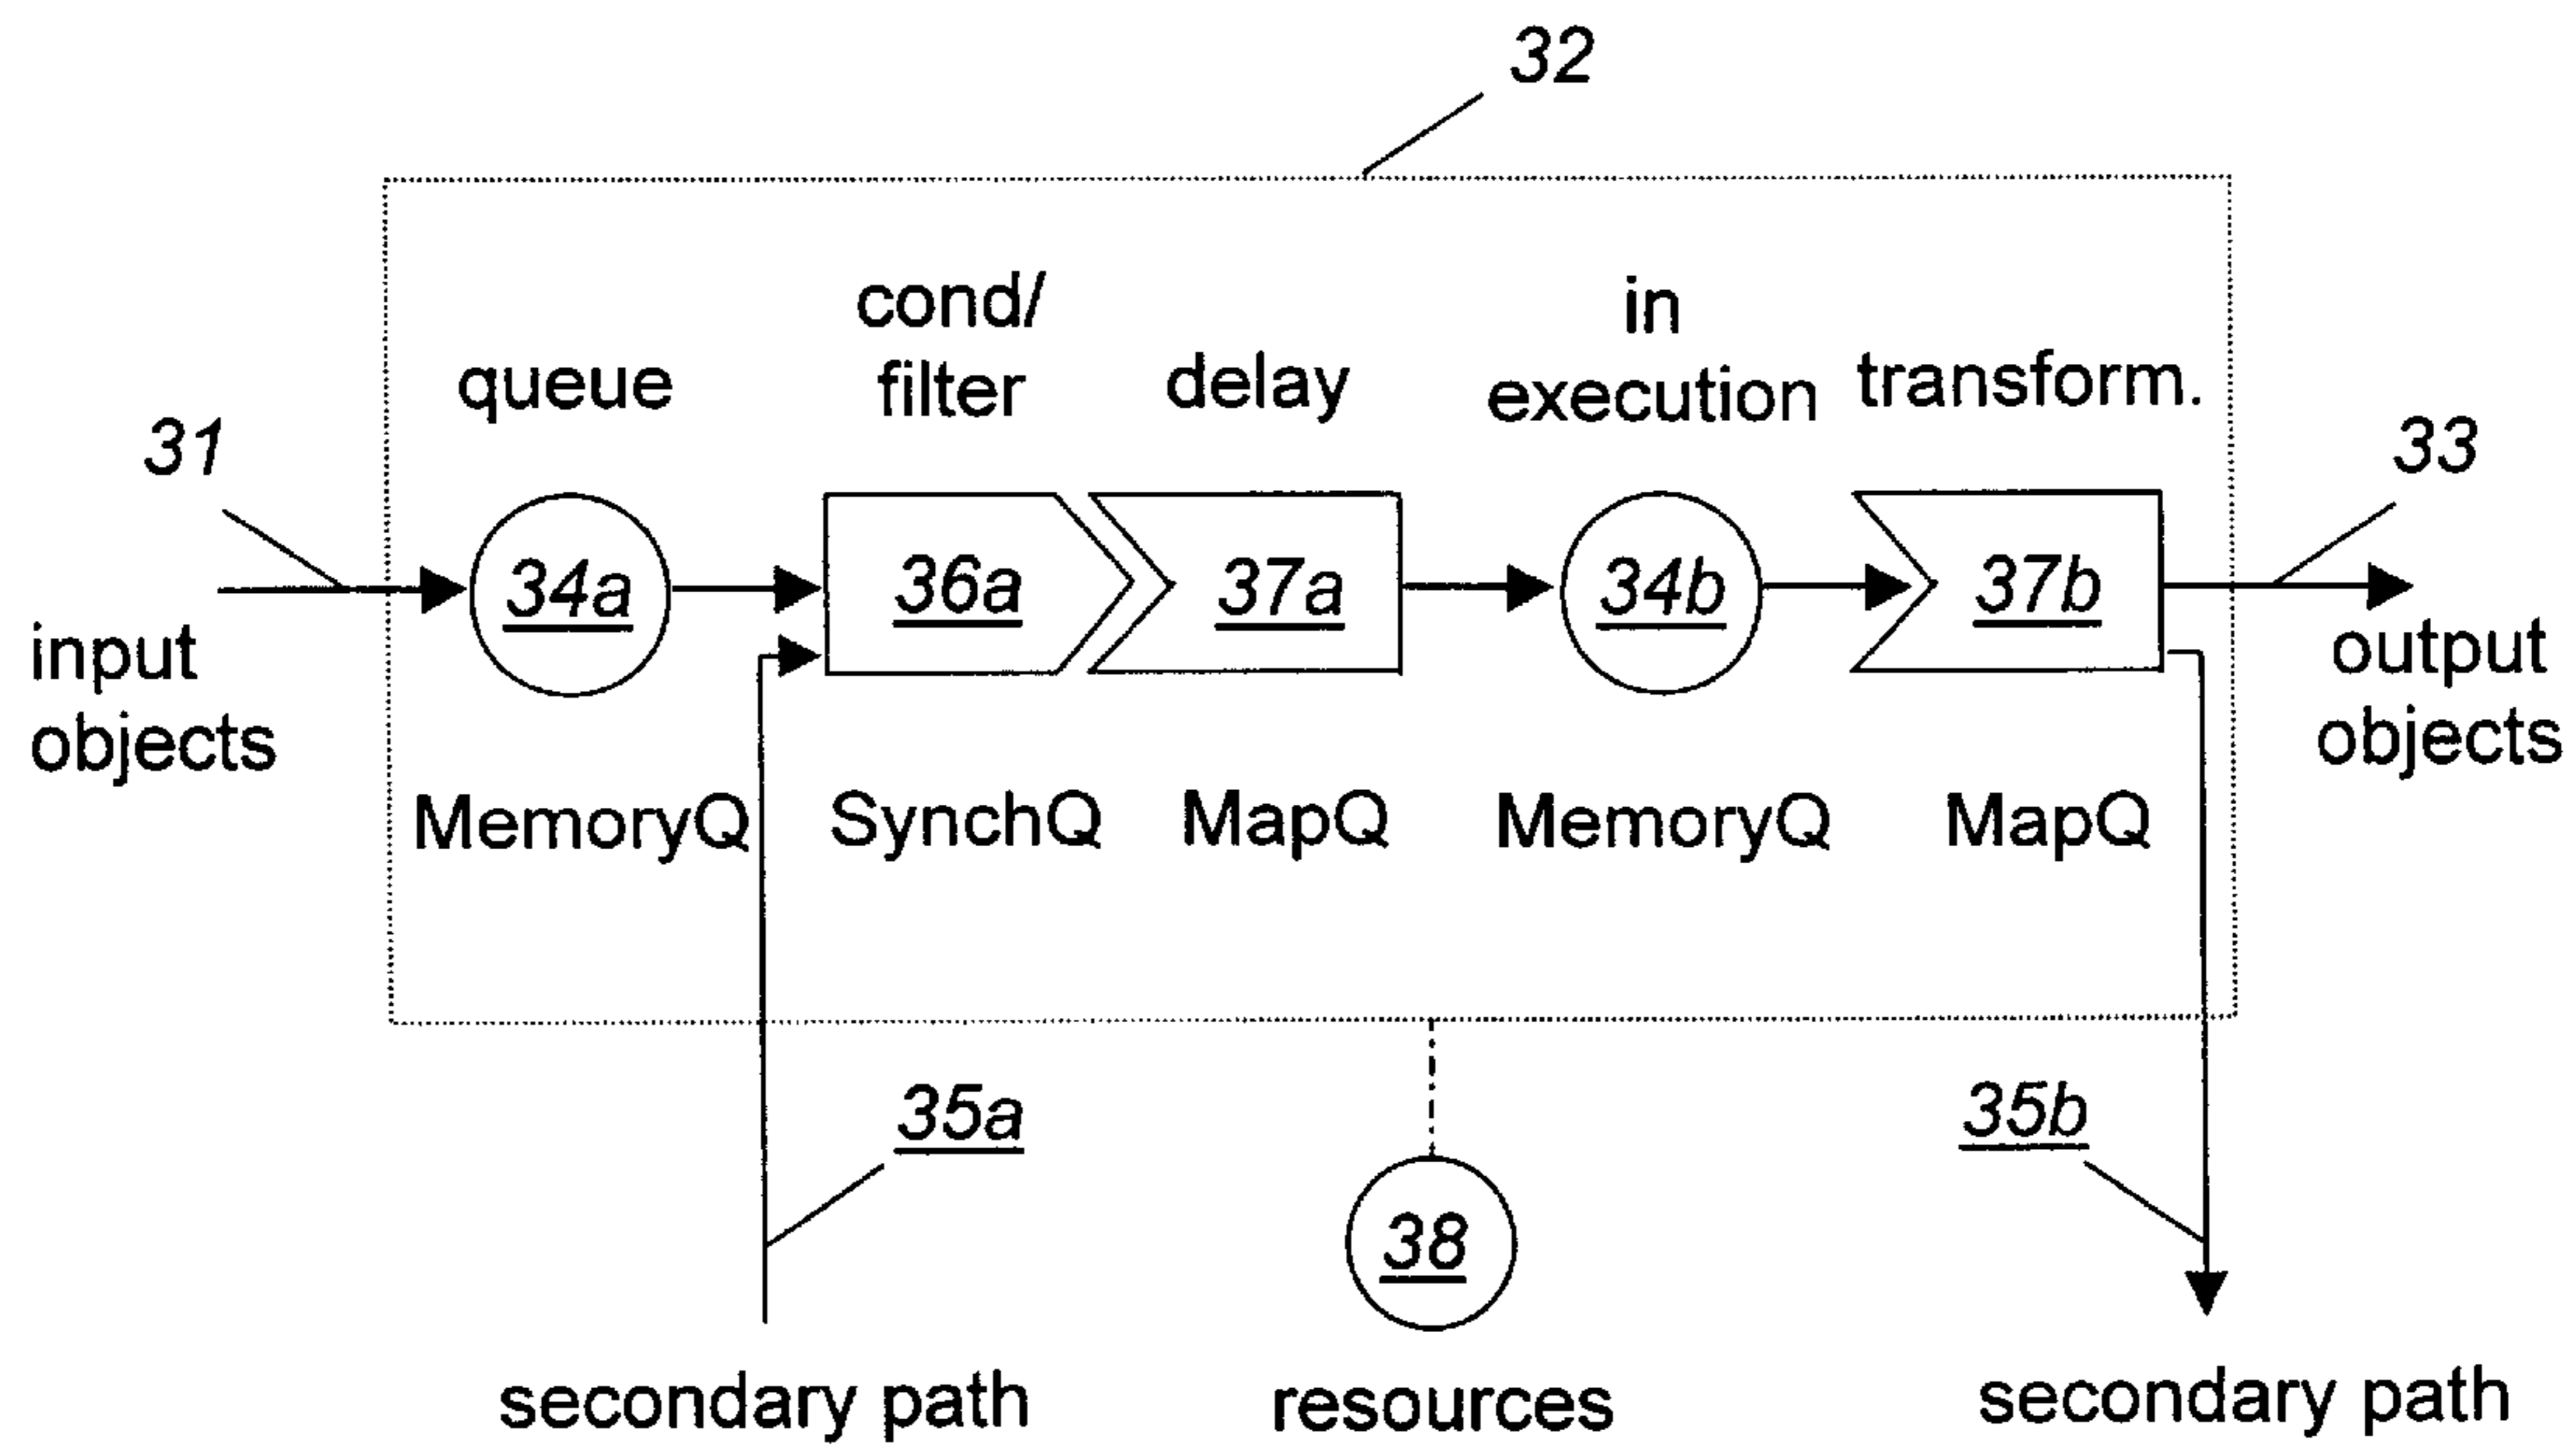 32
cond/
filter
in
execution
queue
delay
transform.
31
33
34a
36a
37a
34b
37b
input
objects
output
objects
MemoryQ
SynchQ
MapQ
MemoryQ
MapQ
35a
35b
38
secondary path
resources
secondary path